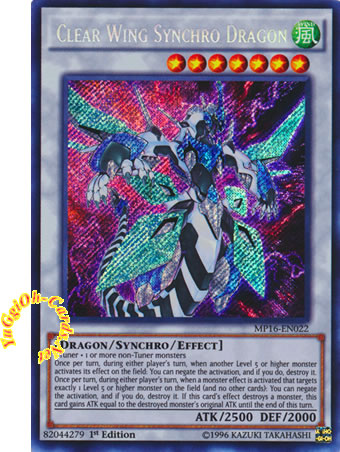 CLEAR WING SYNCHRO DRAGON
風
MP16-EN022
[DRAGON/SYNCHRO/EFFECT]
1 Tuner + 1 or more non-Tuner monsters
Once per turn, during either player's turn, when another Level 5 or higher monster
activates its effect on the field: You can negate the activation, and if you do, destroy it.
Once per turn, during either player's turn, when a monster effect is activated that targets
exactly 1 Level 5 or higher monster on the field (and no other cards): You can negate
the activation, and if you do, destroy it. If this card's effect destroys a monster, this
card gains ATK equal to the destroyed monster's original ATK until the end of this turn.
ATK/2500 DEF/2000
82044279 1st Edition ©1996 KAZUKI TAKAHASHI